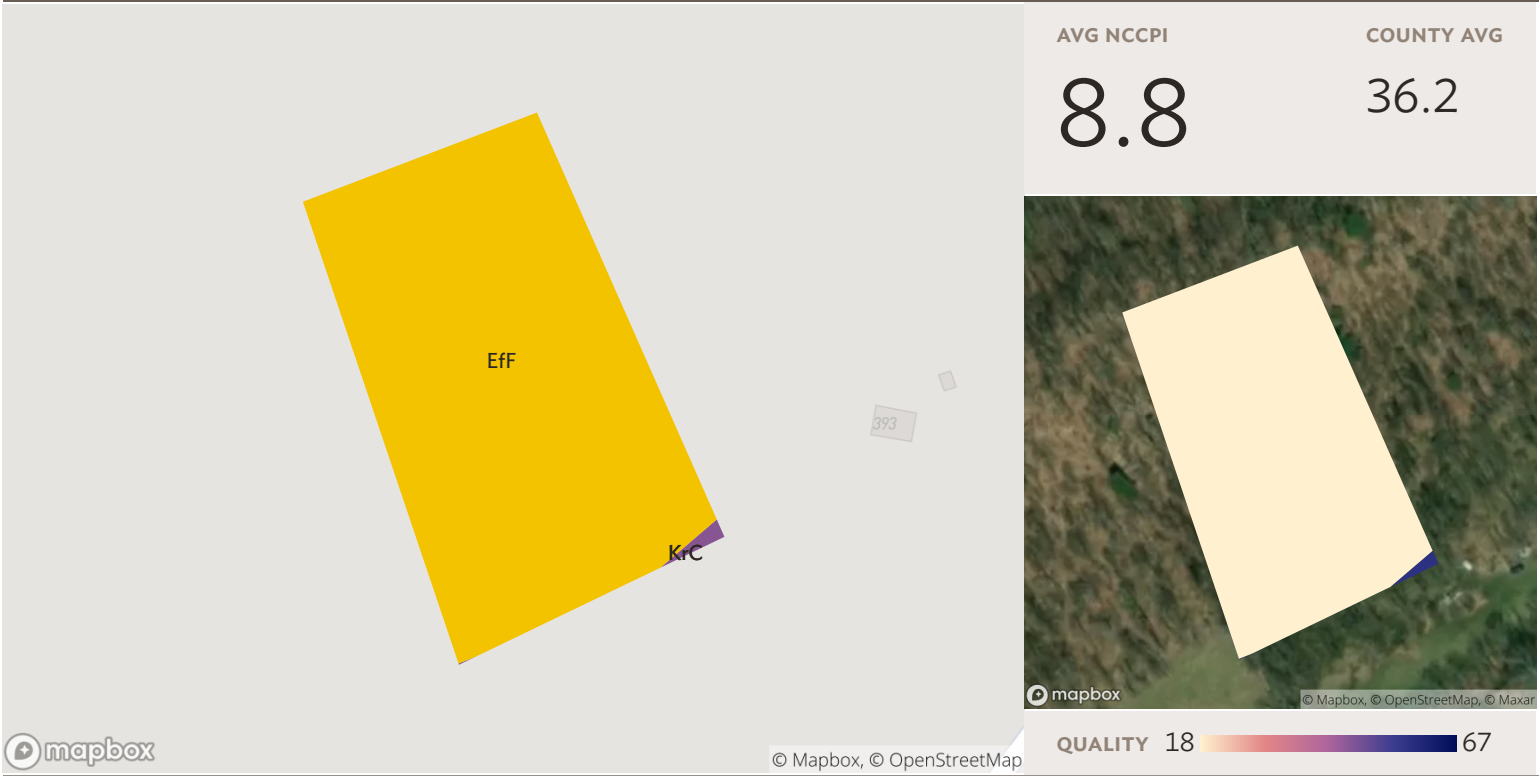 AVG NCCPI
COUNTY AVG
8.8
36.2
EfF
393
KrC
mapbox
© Mapbox, © OpenStreetMap
mapbox
© Mapbox, © OpenStreetMap, © Maxar
QUALITY 18 67